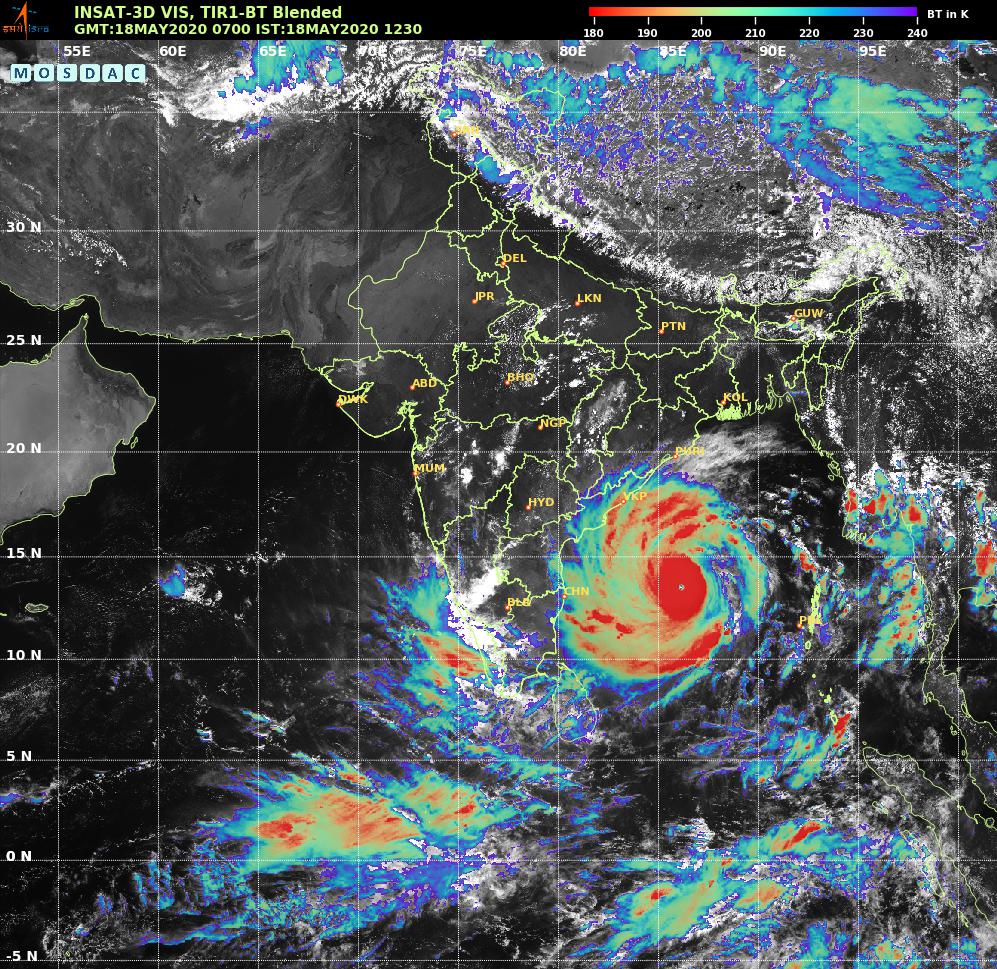 INSAT-3D VIS, TIR1-BT Blended
GMT:18MAY2020 0700 IST:18MAY2020 1230
BT in K
180 190 200 210 220 230 240
55E 60E 65E 70E 75E 80E 85E 90E 95E
MOSDAC
30 N
DEL
JPR LKN
GUW
PTN
25 N
BHO
ABD
DWK KOL
NGP
20 N PURI
MUM
VKP
HYD
15 N
CHN
BLR
10 N
5 N
0 N
-5 N